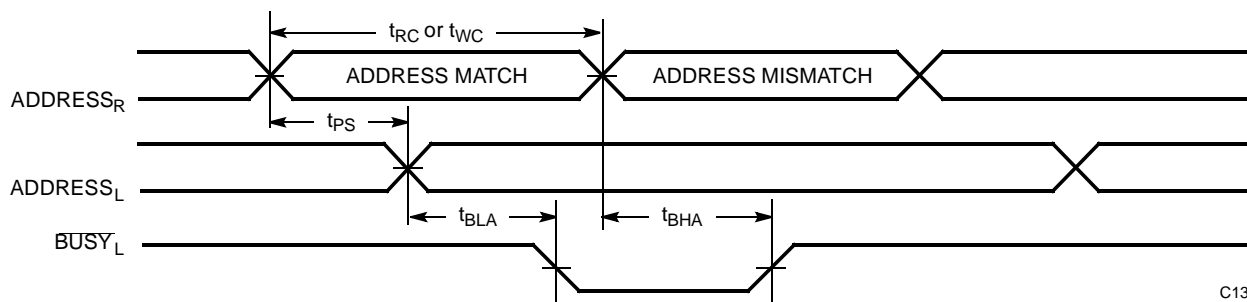 tRC or tWC
ADDRESSR
ADDRESS MATCH
ADDRESS MISMATCH
tPS
ADDRESSL
tBLA
tBHA
BUSYL
C13